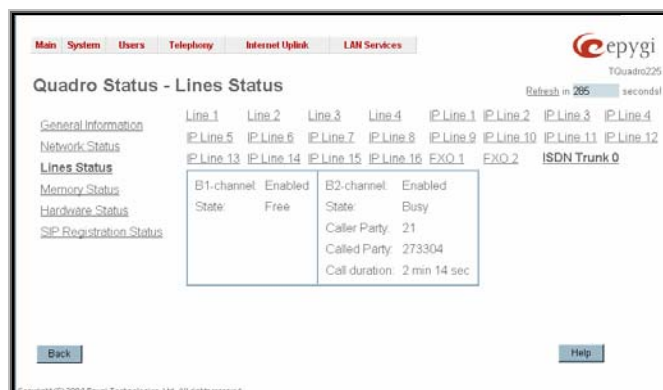 Main System Users Telephony Internet Uplink LAN Services
epygi
TQuadro225
Quadro Status - Lines Status
Refresh in 285 seconds!
General Information
Network Status
Lines Status
Memory Status
Hardware Status
SIP Registration Status
Line 1 Line 2 Line 3 Line 4 IP Line 1 IP Line 2 IP Line 3 IP Line 4
IP Line 5 IP Line 6 IP Line 7 IP Line 8 IP Line 9 IP Line 10 IP Line 11 IP Line 12
IP Line 13 IP Line 14 IP Line 15 IP Line 16 FXO 1 FXO 2 ISDN Trunk 0
B1-channel: Enabled
State: Free
B2-channel: Enabled
State: Busy
Caller Party: 21
Called Party: 273304
Call duration: 2 min 14 sec
Back
Help